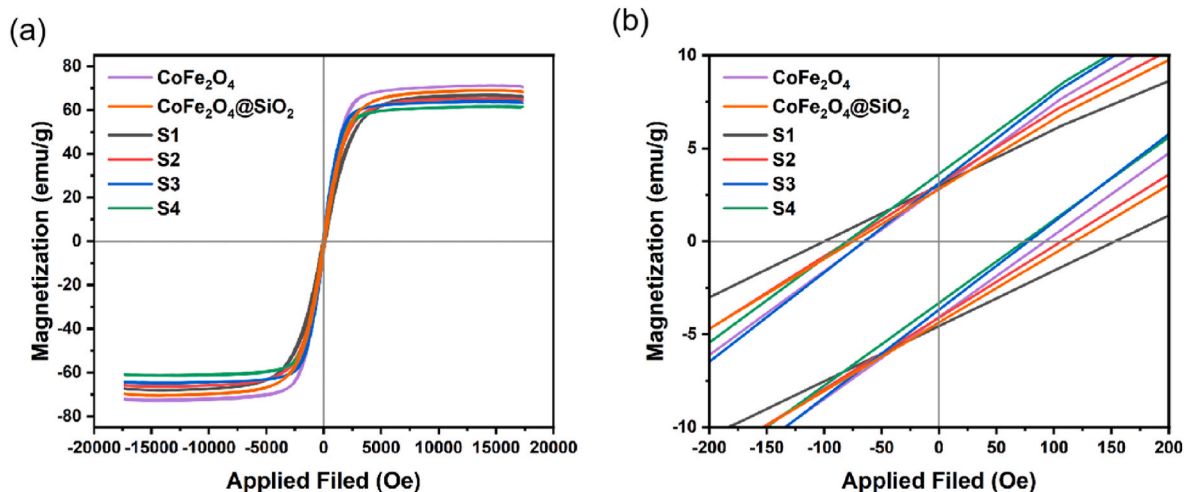 (a)
Magnetization (emu/g)
80
60
40
20
0
-20
-40
-60
-80
CoFe₂O₄
CoFe₂O₄@SiO₂
S1
S2
S3
S4
-20000 -15000 -10000 -5000 0 5000 10000 15000 20000
Applied Filed (Oe)
(b)
Magnetization (emu/g)
10
5
0
-5
-10
CoFe₂O₄
CoFe₂O₄@SiO₂
S1
S2
S3
S4
-200 -150 -100 -50 0 50 100 150 200
Applied Filed (Oe)